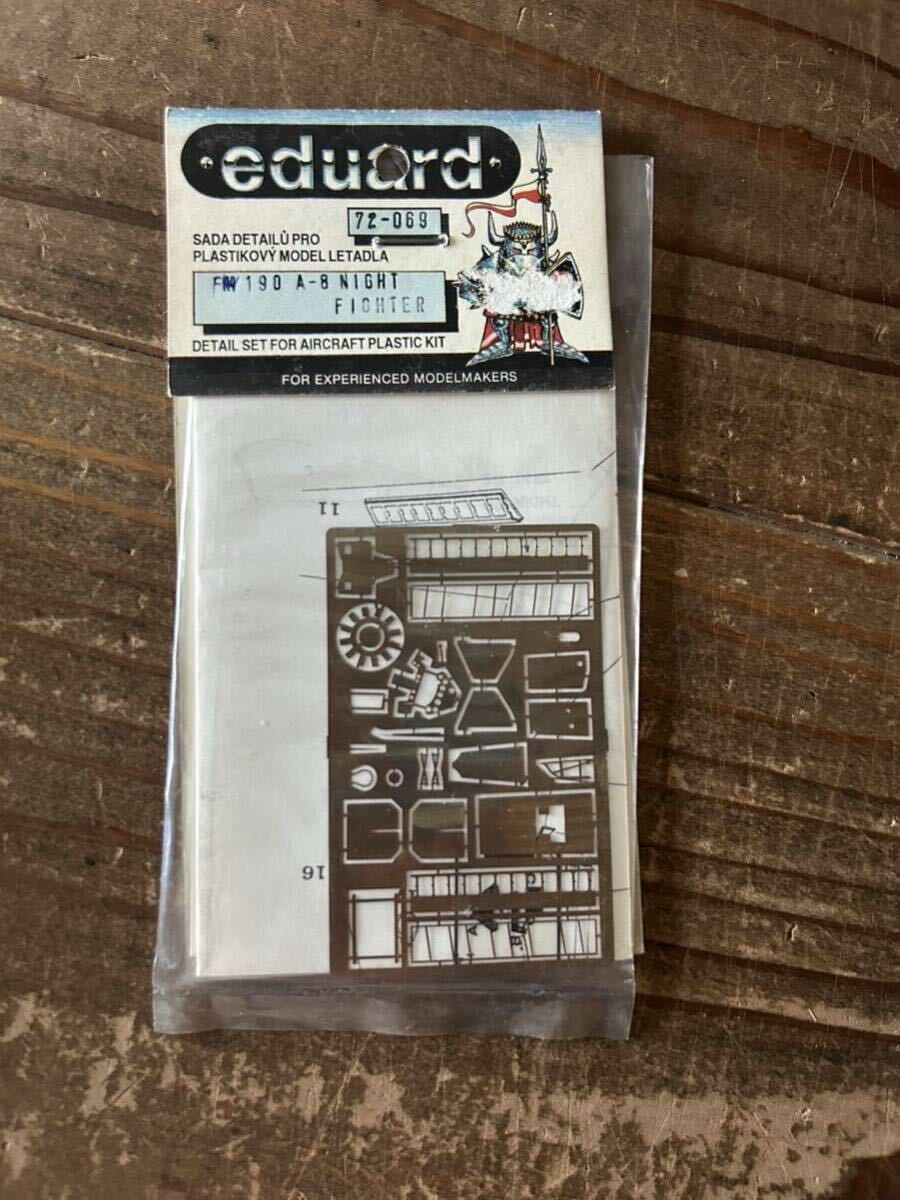 eduard
72-069
SADA DETAILŮ PRO
PLASTIKOVÝ MODEL LETADLA
FW 190 A-8 NIGHT
FIGHTER
DETAIL SET FOR AIRCRAFT PLASTIC KIT
FOR EXPERIENCED MODELMAKERS
11
16